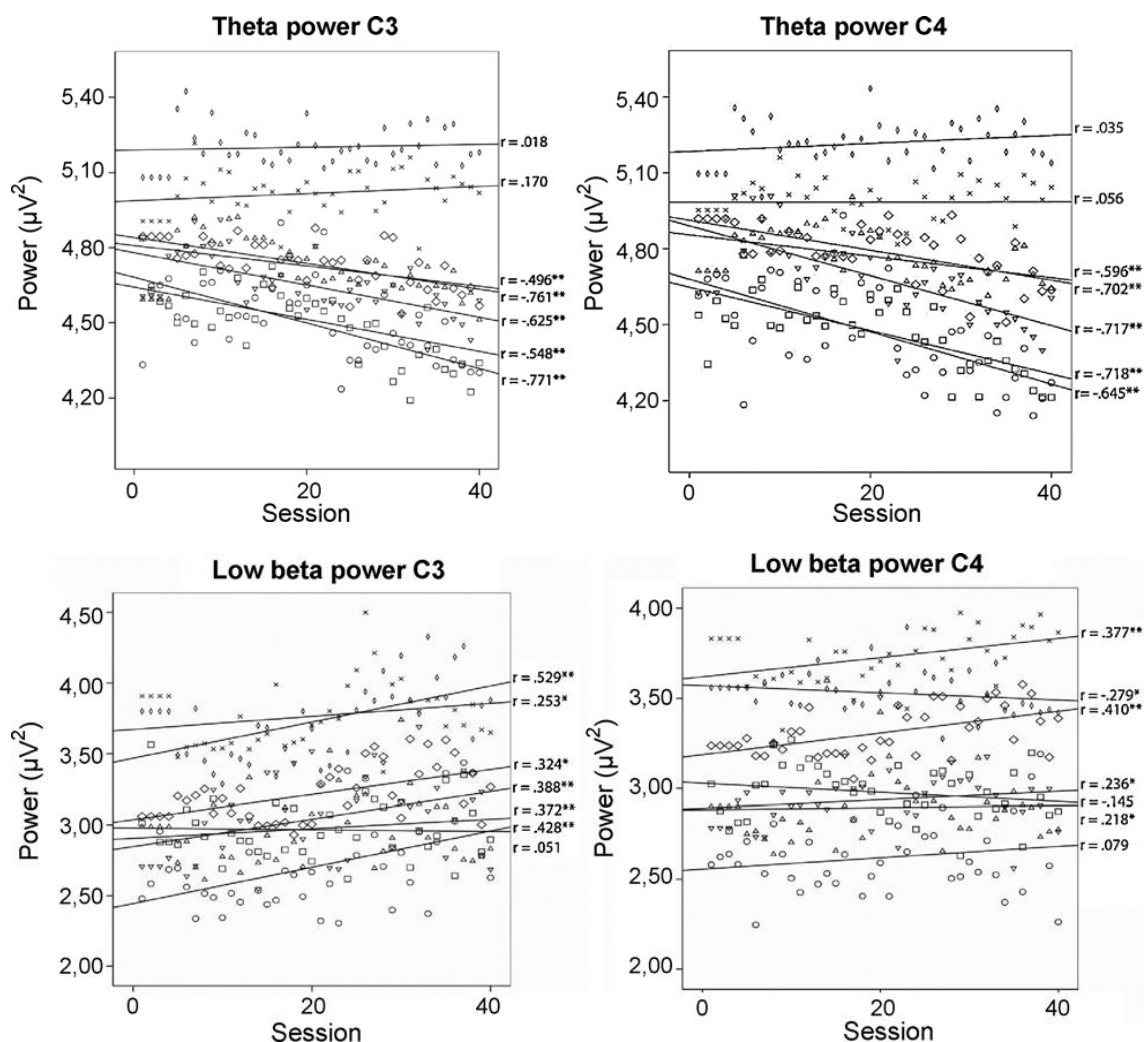 Theta power C3
Power (µV²)
5,40
5,10
4,80
4,50
4,20
0
20
40
Session
r = .018
r = .170
r = -.496**
r = -.761**
r = -.625**
r = -.548**
r = -.771**
Theta power C4
Power (µV²)
5,40
5,10
4,80
4,50
4,20
0
20
40
Session
r = .035
r = .056
r = -.596**
r = -.702**
r = -.717**
r = -.718**
r= -.645**
Low beta power C3
Power (µV²)
4,50
4,00
3,50
3,00
2,50
2,00
0
20
40
Session
r = .529**
r = .253*
r = .324*
r = .388**
r = .372**
r = .428**
r = .051
Low beta power C4
Power (µV²)
4,00
3,50
3,00
2,50
2,00
0
20
40
Session
r = .377**
r = -.279*
r = .410**
r = .236*
r = -.145
r = .218*
r = .079